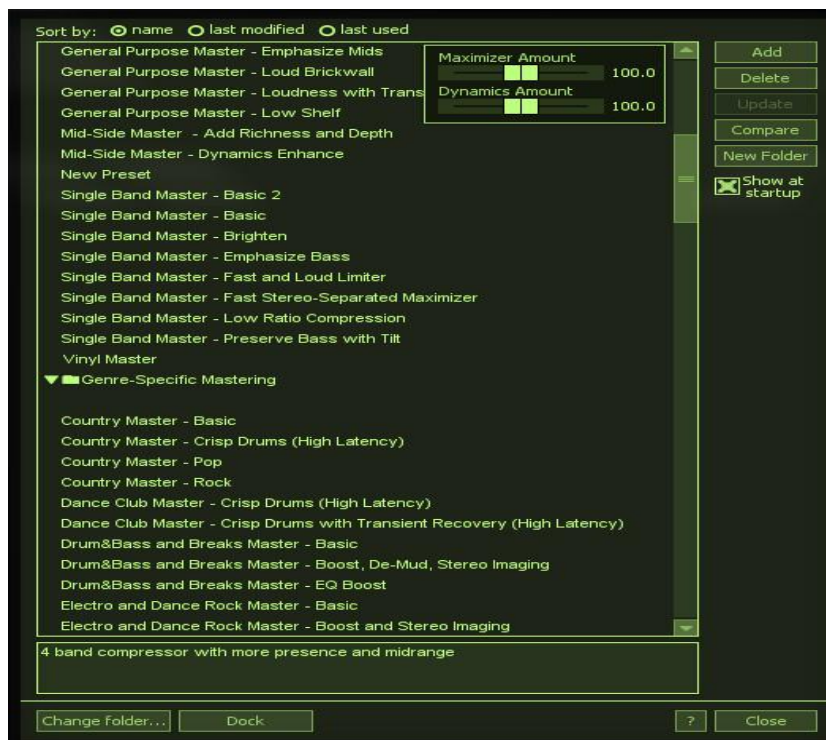 Sort by: name last modified last used
General Purpose Master - Emphasize Mids
General Purpose Master - Loud Brickwall
General Purpose Master - Loudness with Trans
General Purpose Master - Low Shelf
Mid-Side Master - Add Richness and Depth
Mid-Side Master - Dynamics Enhance
New Preset
Single Band Master - Basic 2
Single Band Master - Basic
Single Band Master - Brighten
Single Band Master - Emphasize Bass
Single Band Master - Fast and Loud Limiter
Single Band Master - Fast Stereo-Separated Maximizer
Single Band Master - Low Ratio Compression
Single Band Master - Preserve Bass with Tilt
Vinyl Master
Genre-Specific Mastering
Country Master - Basic
Country Master - Crisp Drums (High Latency)
Country Master - Pop
Country Master - Rock
Dance Club Master - Crisp Drums (High Latency)
Dance Club Master - Crisp Drums with Transient Recovery (High Latency)
Drum&Bass and Breaks Master - Basic
Drum&Bass and Breaks Master - Boost, De-Mud, Stereo Imaging
Drum&Bass and Breaks Master - EQ Boost
Electro and Dance Rock Master - Basic
Electro and Dance Rock Master - Boost and Stereo Imaging
Maximizer Amount
100.0
Dynamics Amount
100.0
Add
Delete
Update
Compare
New Folder
Show at
startup
4 band compressor with more presence and midrange
Change folder... Dock ? Close